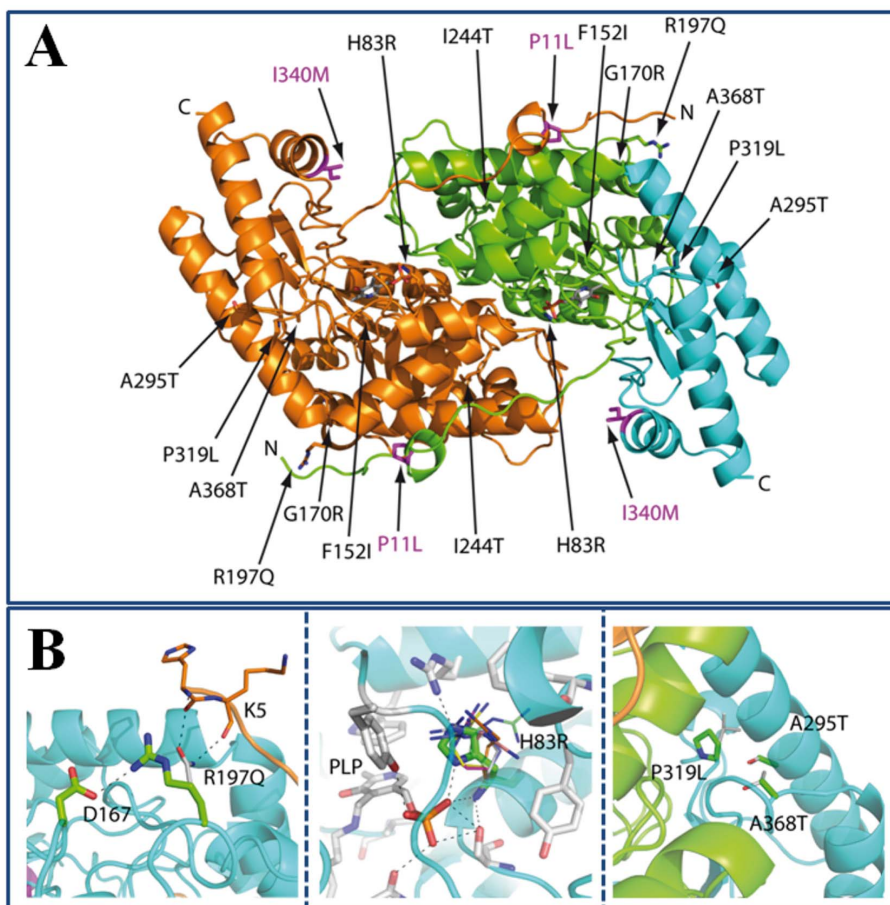 A
H83R
I244T
P11L
F152I
R197Q
G170R
I340M
C
N
A368T
P319L
A295T
A295T
P319L
A368T
N
G170R
F152I
P11L
I244T
H83R
I340M
C
R197Q
B
K5
R197Q
D167
PLP
H83R
A295T
P319L
A368T